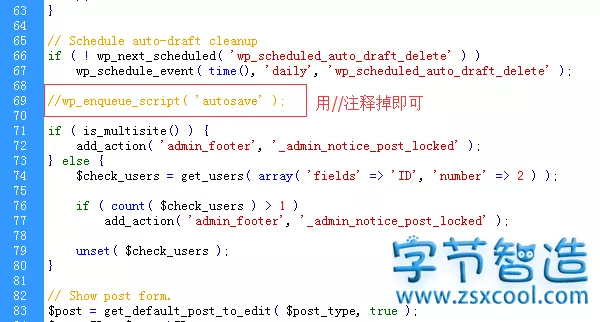 63 }
64
65 // Schedule auto-draft cleanup
66 if ( ! wp_next_scheduled( 'wp_scheduled_auto_draft_delete' ) )
67 wp_schedule_event( time(), 'daily', 'wp_scheduled_auto_draft_delete' );
68
69 //wp_enqueue_script( 'autosave' ); 用//注释掉即可
70
71 if ( is_multisite() ) {
72 add_action( 'admin_footer', '_admin_notice_post_locked' );
73 } else {
74 $check_users = get_users( array( 'fields' => 'ID', 'number' => 2 ) );
75
76 if ( count( $check_users ) > 1 )
77 add_action( 'admin_footer', '_admin_notice_post_locked' );
78
79 unset( $check_users );
80 }
81
82 // Show post form.
83 $post = get_default_post_to_edit( $post_type, true );
字节智造
www.zsxcool.com